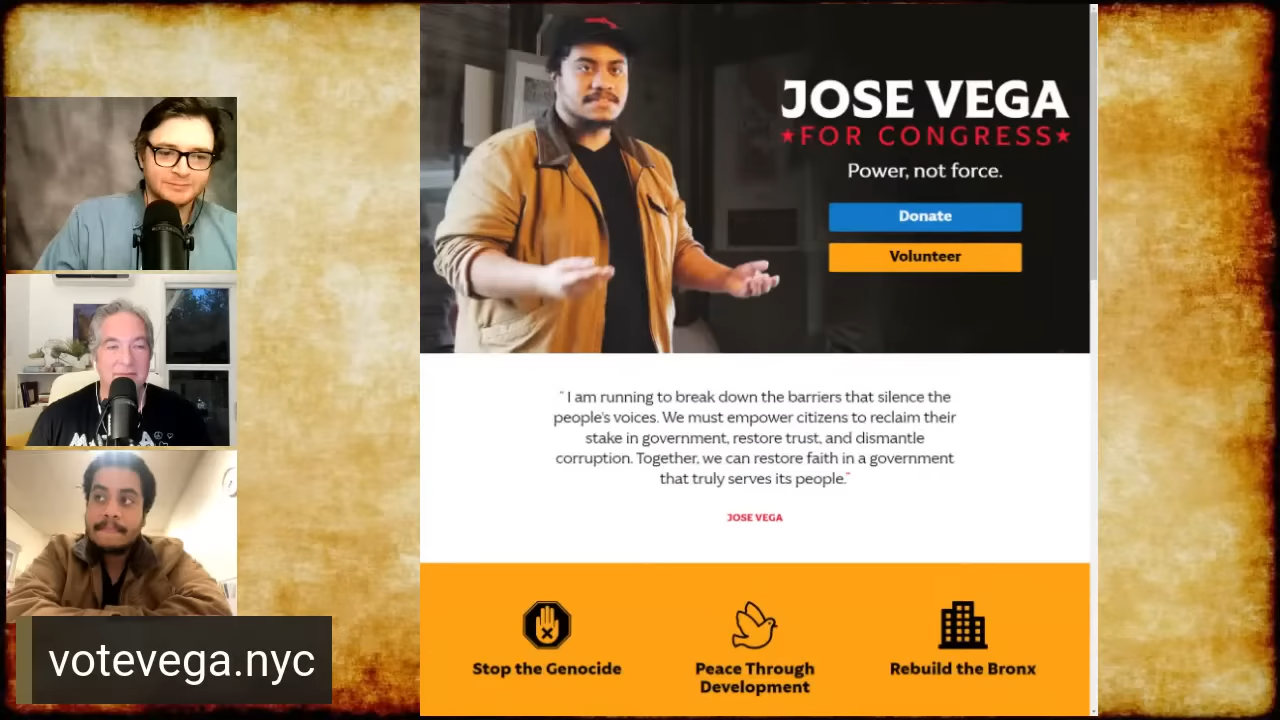 JOSE VEGA
★FOR CONGRESS★
Power, not force.
Donate
Volunteer
"I am running to break down the barriers that silence the
people's voices. We must empower citizens to reclaim their
stake in government, restore trust, and dismantle
corruption. Together, we can restore faith in a government
that truly serves its people."
JOSE VEGA
Stop the Genocide
Peace Through
Development
Rebuild the Bronx
votevega.nyc